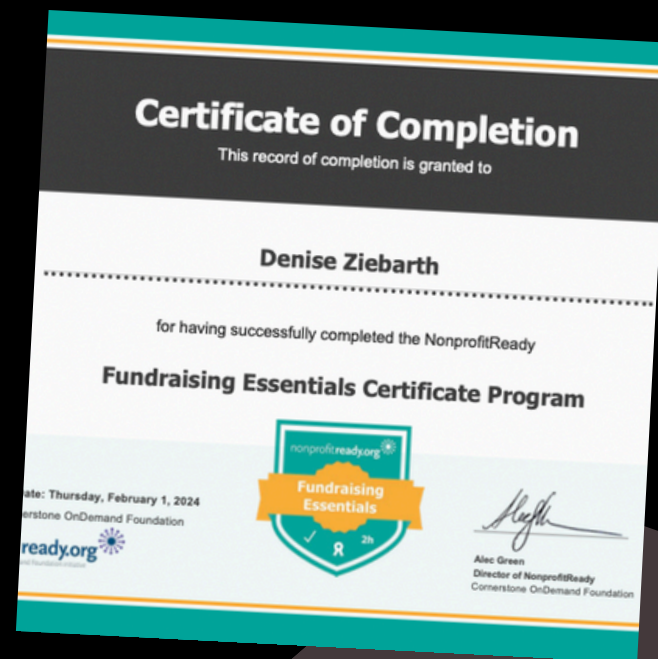 Certificate of Completion
This record of completion is granted to
Denise Ziebarth
for having successfully completed the NonprofitReady
Fundraising Essentials Certificate Program
nonprofitready.org
Fundraising
Essentials
2h
ate: Thursday, February 1, 2024
erstone OnDemand Foundation
ready.org
Alec Green
Director of NonprofitReady
Cornerstone OnDemand Foundation